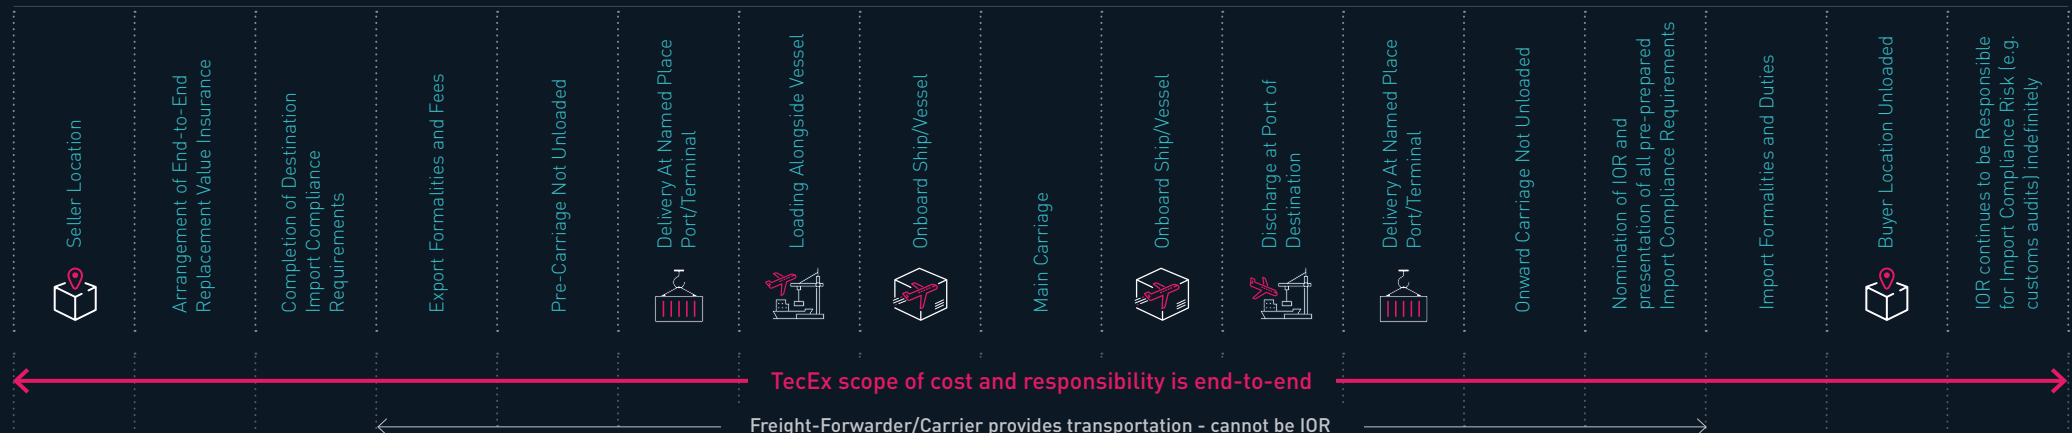 Seller Location
Arrangement of End-to-End
Replacement Value Insurance
Completion of Destination
Import Compliance
Requirements
Export Formalities and Fees
Pre-Carriage Not Unloaded
Delivery At Named Place
Port/Terminal
Loading Alongside Vessel
Onboard Ship/Vessel
Main Carriage
Onboard Ship/Vessel
Discharge at Port of
Destination
Delivery At Named Place
Port/Terminal
Onward Carriage Not Unloaded
Nomination of IOR and
presentation of all pre-prepared
Import Compliance Requirements
Import Formalities and Duties
Buyer Location Unloaded
IOR continues to be Responsible
for Import Compliance Risk (e.g.
customs audits) indefinitely
TecEx scope of cost and responsibility is end-to-end
Freight-Forwarder/Carrier provides transportation - cannot be IOR